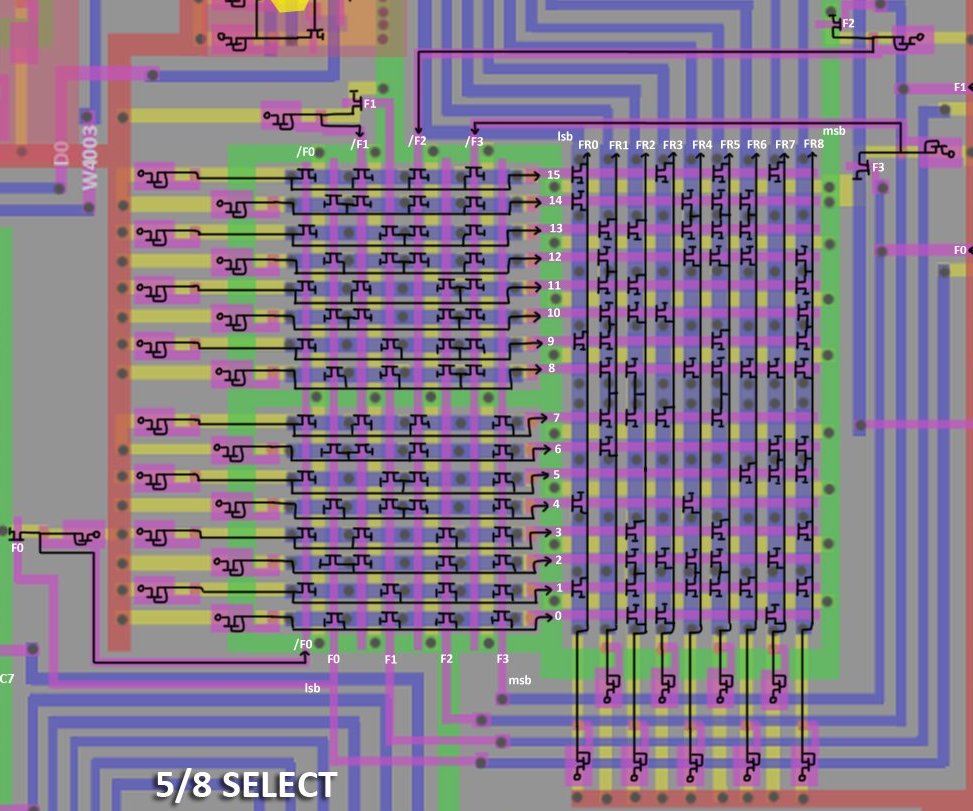 F2
F1
F1
D0
W4003
/F0
/F1
/F2
/F3
lsb
FR0 FR1 FR2 FR3 FR4 FR5 FR6 FR7 FR8
msb
F3
15
14
13
12
F0
11
10
9
8
7
6
5
4
3
2
1
0
F0
/F0
F0
F1
F2
F3
C7
lsb
msb
5/8 SELECT